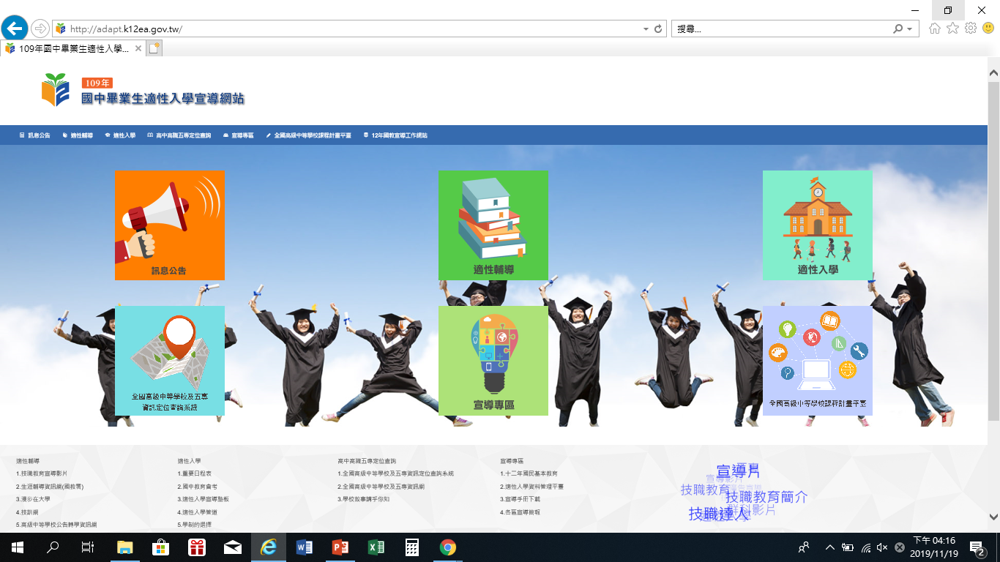 http://adapt.k12ea.gov.tw/
搜尋...
109年國中畢業生適性入學...
109年
國中畢業生適性入學宣導網站
訊息公告 適性輔導 適性入學 高中高職五專定位查詢 宣導專區 全國高級中等學校課程計畫平臺 12年國教宣導工作網站
訊息公告
適性輔導
適性入學
全國高級中等學校及五專
資訊定位查詢系統
宣導專區
全國高級中等學校課程計畫平臺
適性輔導
1.技職教育宣導影片
2.生涯輔導資訊網(國教署)
3.漫步在大學
4.技訓網
5.高級中等學校公告轉學資訊網
適性入學
1.重要日程表
2.國中教育會考
3.適性入學宣導墊板
4.適性入學管道
5.學制的選擇
高中高職五專定位查詢
1.全國高級中等學校及五專資訊定位查詢系統
2.全國高級中等學校及五專資訊網
3.學校故事講乎你知
宣導專區
1.十二年國民基本教育
2.適性入學資料管理平臺
3.宣導手冊下載
4.各區宣導簡報
宣導片
宣導影片
技職教育
技職教育簡介
群科影片
技職達人
下午 04:16
2019/11/19
2